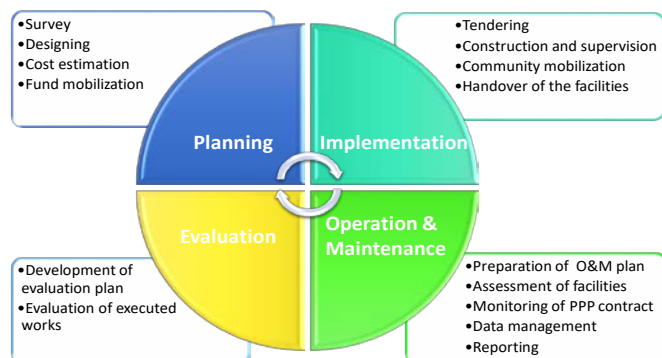 •Survey
•Designing
•Cost estimation
•Fund mobilization
•Tendering
•Construction and supervision
•Community mobilization
•Handover of the facilities
Planning
Implementation
Evaluation
Operation &
Maintenance
•Development of
evaluation plan
•Evaluation of executed
works
•Preparation of O&M plan
•Assessment of facilities
•Monitoring of PPP contract
•Data management
•Reporting